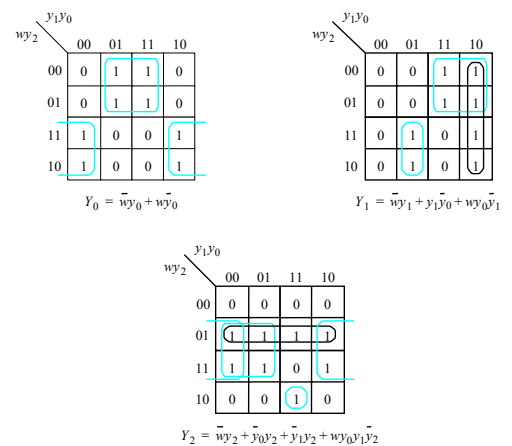 y₁y₀
wy₂
00 01 11 10
00 0 1 1 0
01 0 1 1 0
11 1 0 0 1
10 1 0 0 1
Y₀ = w̄y₀ + wȳ₀
y₁y₀
wy₂
00 01 11 10
00 0 0 1 1
01 0 0 1 1
11 0 1 0 1
10 0 1 0 1
Y₁ = w̄y₁ + y₁ȳ₀ + wy₀ȳ₁
y₁y₀
wy₂
00 01 11 10
00 0 0 0 0
01 1 1 1 1
11 1 1 0 1
10 0 0 1 0
Y₂ = w̄y₂ + ȳ₀y₂ + ȳ₁y₂ + wy₀y₁ȳ₂